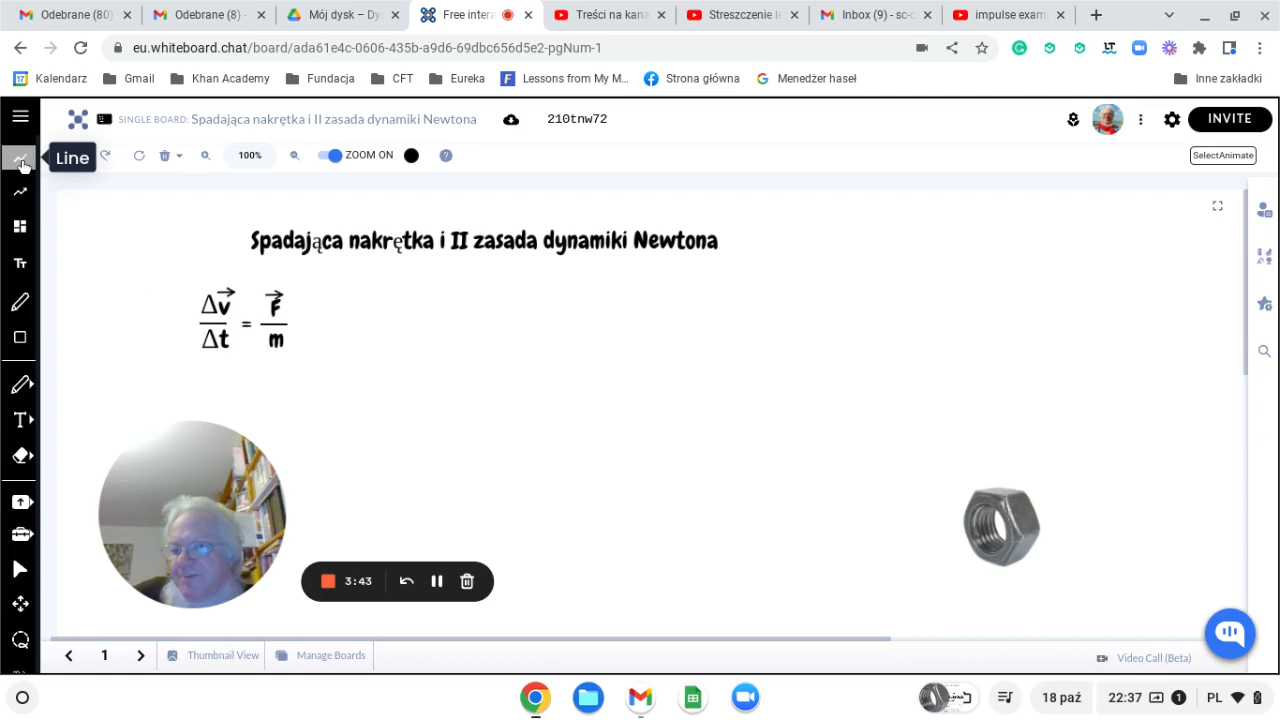 Odebrane (80)
Odebrane (8) -
Mój dysk – Dy
Free intera
Treści na kana
Streszczenie le
Inbox (9) - sc-c
impulse exam
eu.whiteboard.chat/board/ada61e4c-0606-435b-a9d6-69dbc656d5e2-pgNum-1
Kalendarz
Gmail
Khan Academy
Fundacja
CFT
Eureka
Lessons from My M...
Strona główna
Menedżer haseł
Inne zakładki
SINGLE BOARD: Spadająca nakrętka i II zasada dynamiki Newtona
210tnw72
INVITE
Line
100%
ZOOM ON
SelectAnimate
Spadająca nakrętka i II zasada dynamiki Newtona
Δv F
=
Δt m
3:43
1
Thumbnail View
Manage Boards
Video Call (Beta)
18 paź
22:37
1
PL